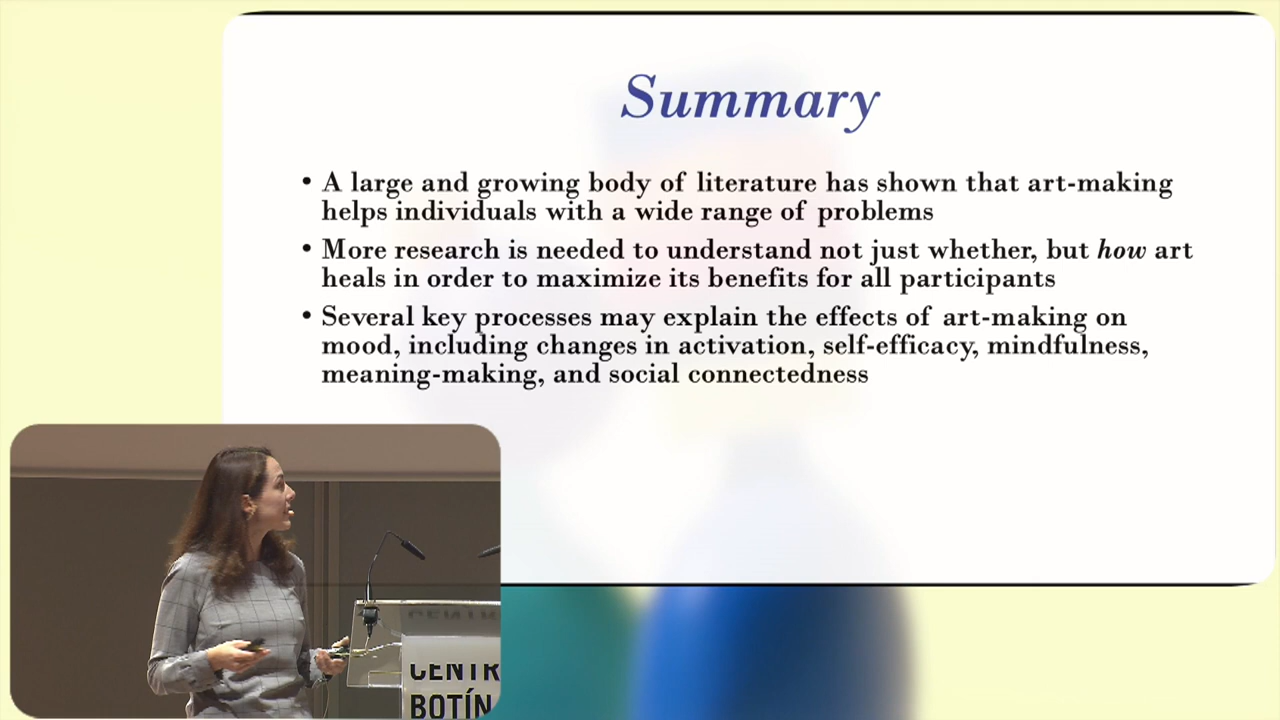 Summary
• A large and growing body of literature has shown that art-making
helps individuals with a wide range of problems
• More research is needed to understand not just whether, but how art
heals in order to maximize its benefits for all participants
• Several key processes may explain the effects of art-making on
mood, including changes in activation, self-efficacy, mindfulness,
meaning-making, and social connectedness
CENTR
BOTÍN